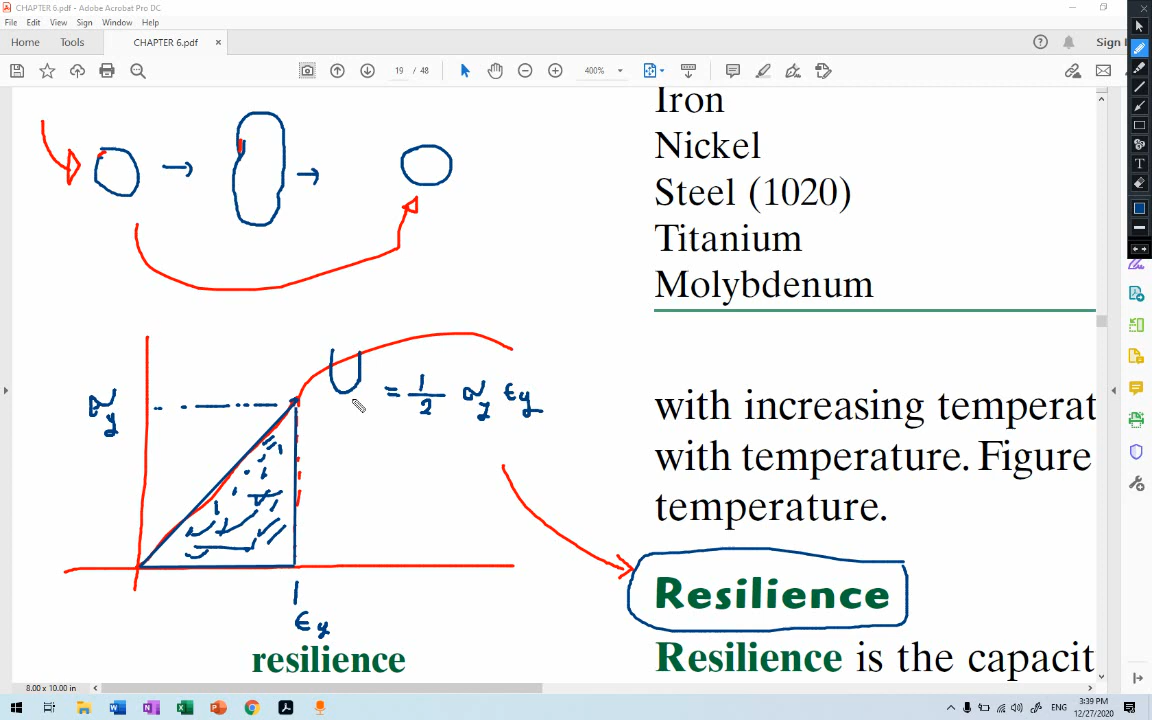 CHAPTER 6.pdf - Adobe Acrobat Pro DC
File Edit View Sign Window Help
Home Tools CHAPTER 6.pdf × Sign I
19 / 48 400%
Iron
Nickel
Steel (1020)
Titanium
Molybdenum
U = 1/2 σy ϵy
σy
with increasing temperat
with temperature. Figure
temperature.
Resilience
ϵy
resilience
Resilience is the capacit
8.00 x 10.00 in
ENG
3:39 PM
12/27/2020